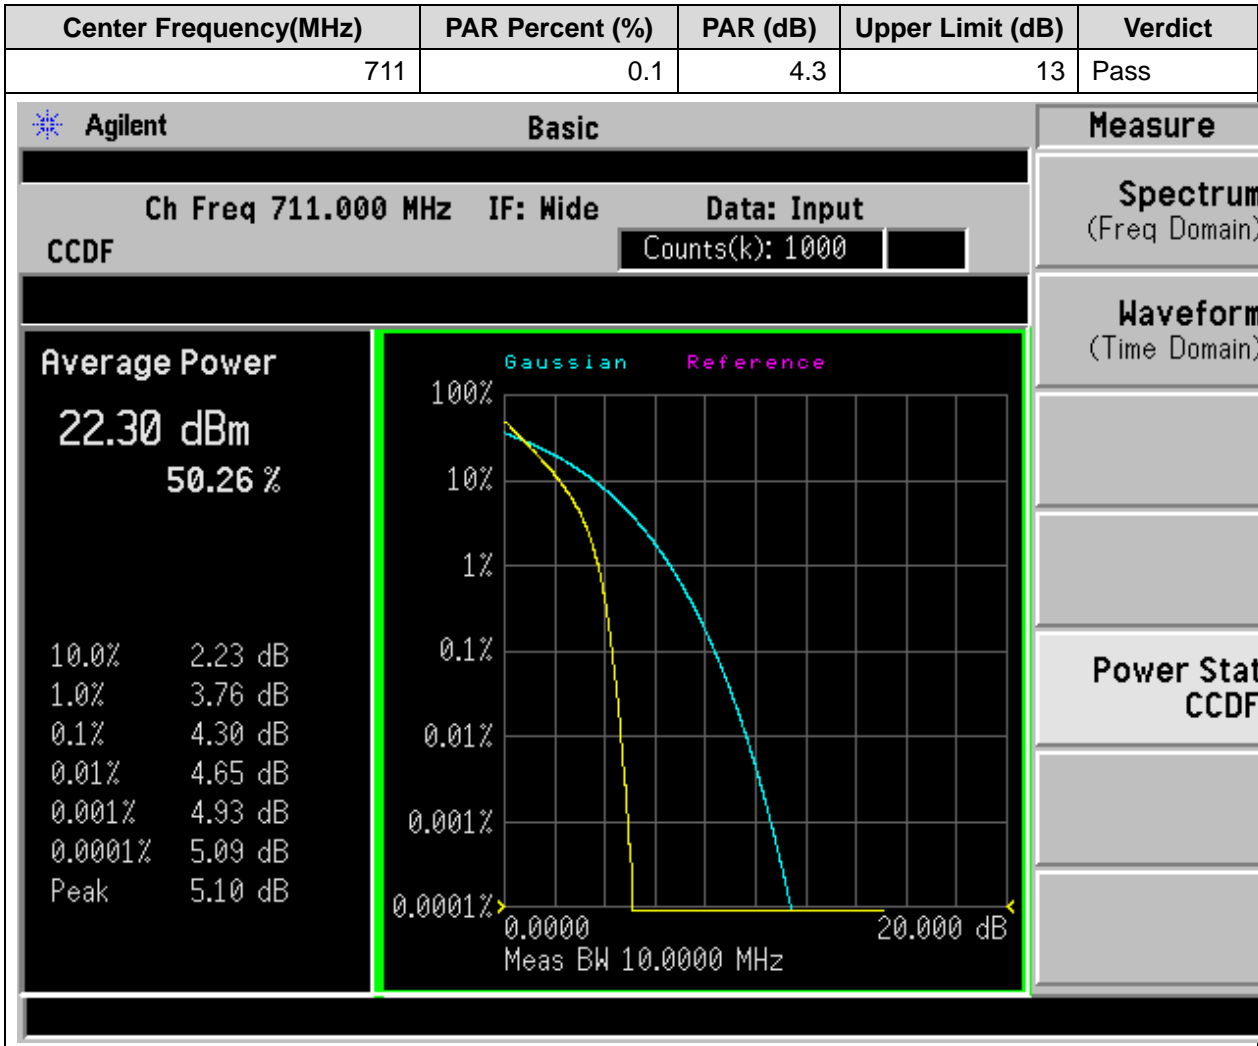 Center Frequency(MHz) PAR Percent (%) PAR (dB) Upper Limit (dB) Verdict
711 0.1 4.3 13 Pass
Agilent Basic Measure
Ch Freq 711.000 MHz IF: Wide Data: Input
CCDF Counts(k): 1000
Spectrum
(Freq Domain)
Waveform
(Time Domain)
Power Stat
CCDF
Average Power
22.30 dBm
50.26 %
10.0% 2.23 dB
1.0% 3.76 dB
0.1% 4.30 dB
0.01% 4.65 dB
0.001% 4.93 dB
0.0001% 5.09 dB
Peak 5.10 dB
Gaussian Reference
100%
10%
1%
0.1%
0.01%
0.001%
0.0001%
0.0000 20.000 dB
Meas BW 10.0000 MHz